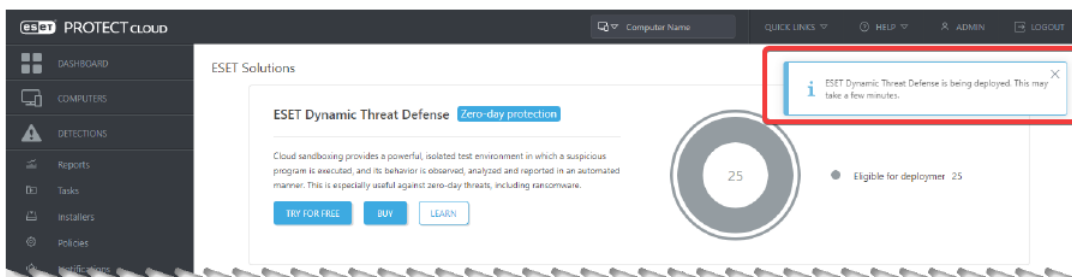 eset PROTECT CLOUD
Computer Name
QUICK LINKS
HELP
ADMIN
LOGOUT
DASHBOARD
COMPUTERS
DETECTIONS
Reports
Tasks
Installers
Policies
Notifications
ESET Solutions
ESET Dynamic Threat Defense is being deployed. This may
take a few minutes.
ESET Dynamic Threat Defense Zero-day protection
Cloud sandboxing provides a powerful, isolated test environment in which a suspicious
program is executed, and its behavior is observed, analyzed and reported in an automated
manner. This is especially useful against zero-day threats, including ransomware.
TRY FOR FREE
BUY
LEARN
25
Eligible for deploymer 25